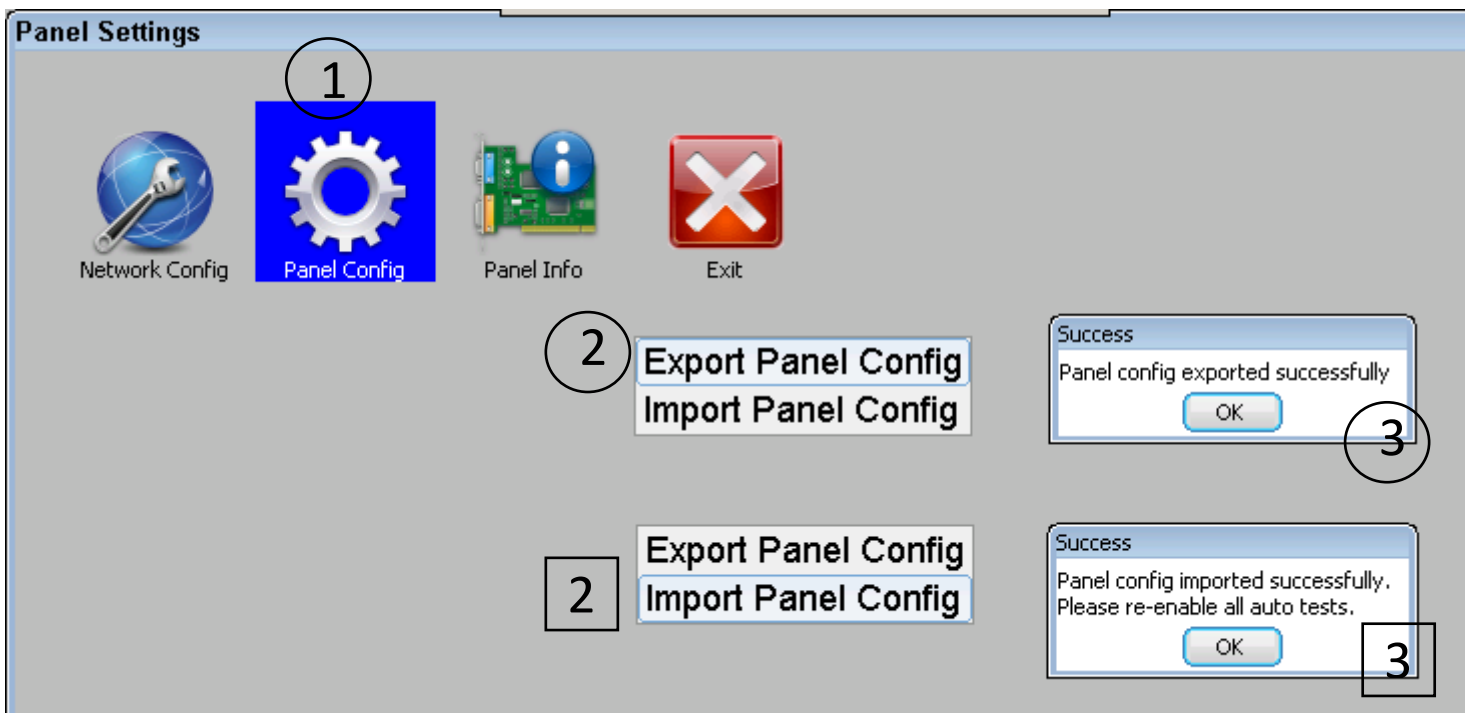 Panel Settings
1
Network Config
Panel Config
Panel Info
Exit
2
Export Panel Config
Import Panel Config
Success
Panel config exported successfully
OK
3
2
Export Panel Config
Import Panel Config
Success
Panel config imported successfully.
Please re-enable all auto tests.
OK
3